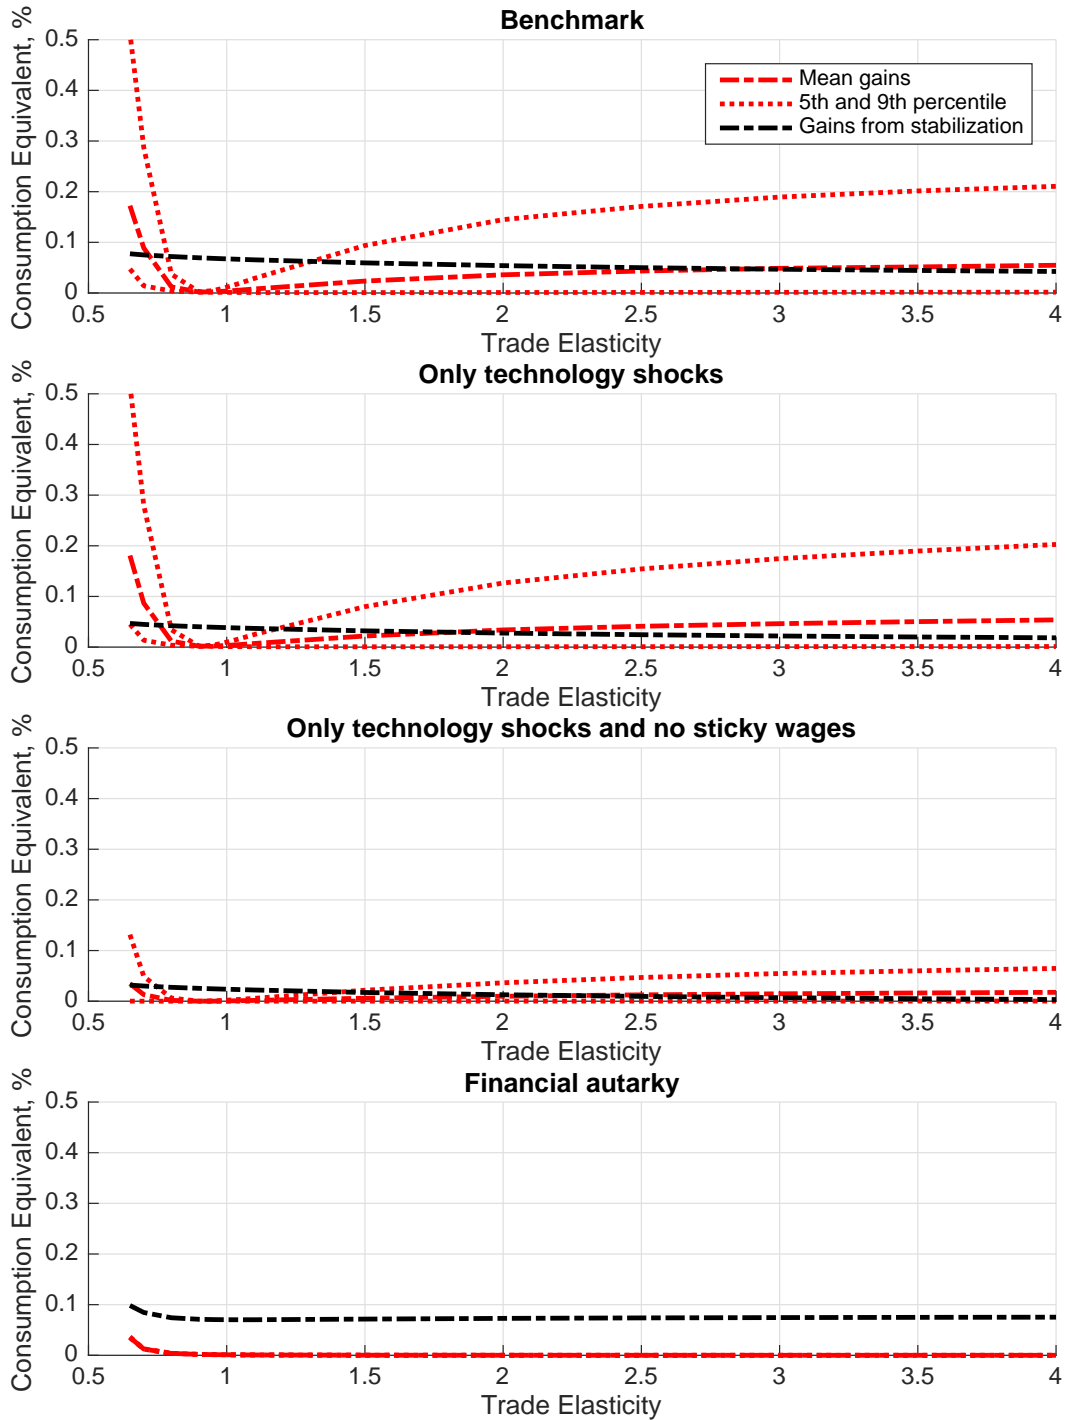 Benchmark
Consumption Equivalent, %
0.5
0.4
0.3
0.2
0.1
0
Mean gains
5th and 9th percentile
Gains from stabilization
0.5 1 1.5 2 2.5 3 3.5 4
Trade Elasticity
Only technology shocks
Consumption Equivalent, %
0.5
0.4
0.3
0.2
0.1
0
0.5 1 1.5 2 2.5 3 3.5 4
Trade Elasticity
Only technology shocks and no sticky wages
Consumption Equivalent, %
0.5
0.4
0.3
0.2
0.1
0
0.5 1 1.5 2 2.5 3 3.5 4
Trade Elasticity
Financial autarky
Consumption Equivalent, %
0.5
0.4
0.3
0.2
0.1
0
0.5 1 1.5 2 2.5 3 3.5 4
Trade Elasticity